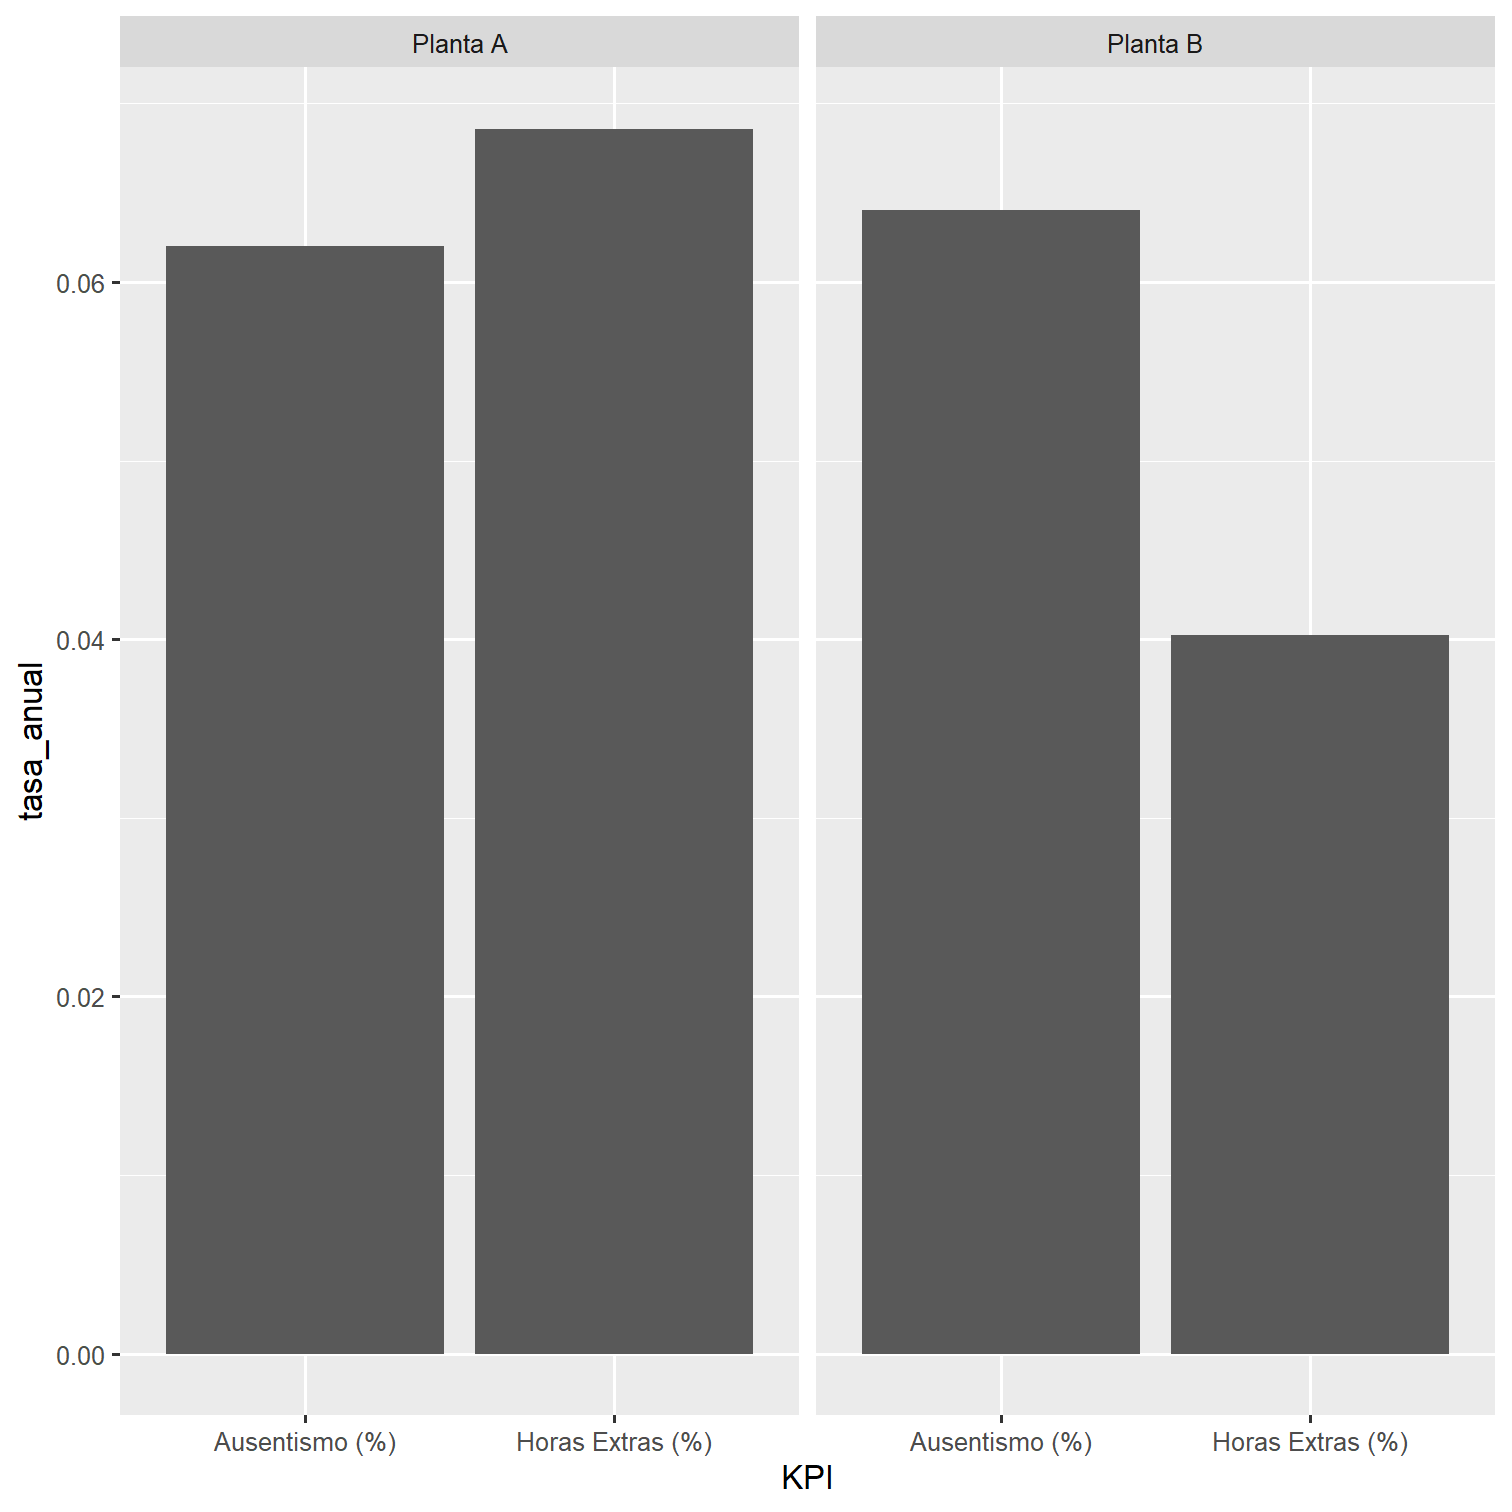 Planta A
Planta B
tasa_anual
0.06
0.04
0.02
0.00
Ausentismo (%)
Horas Extras (%)
Ausentismo (%)
Horas Extras (%)
KPI